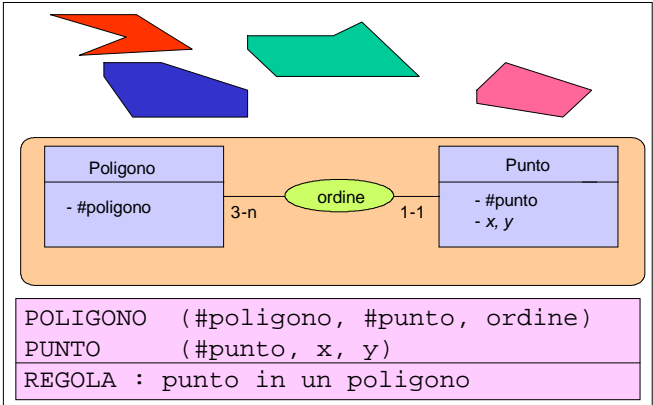 Poligono
- #poligono
3-n
ordine
1-1
Punto
- #punto
- x, y
POLIGONO (#poligono, #punto, ordine)
PUNTO (#punto, x, y)
REGOLA : punto in un poligono